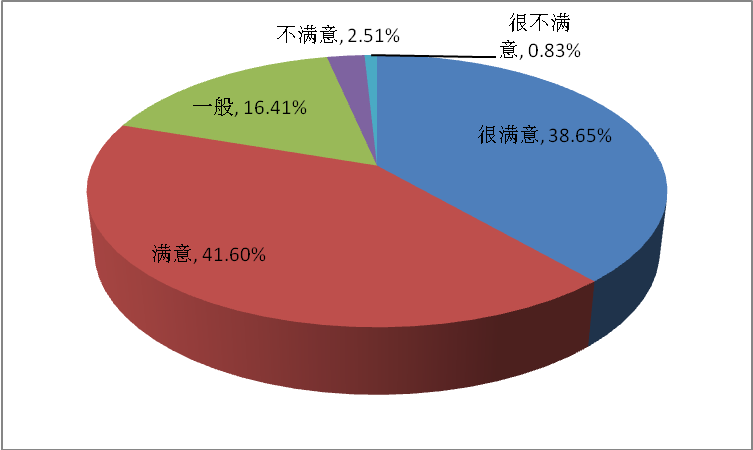 不满意, 2.51%
很不满
意, 0.83%
一般, 16.41%
很满意, 38.65%
满意, 41.60%